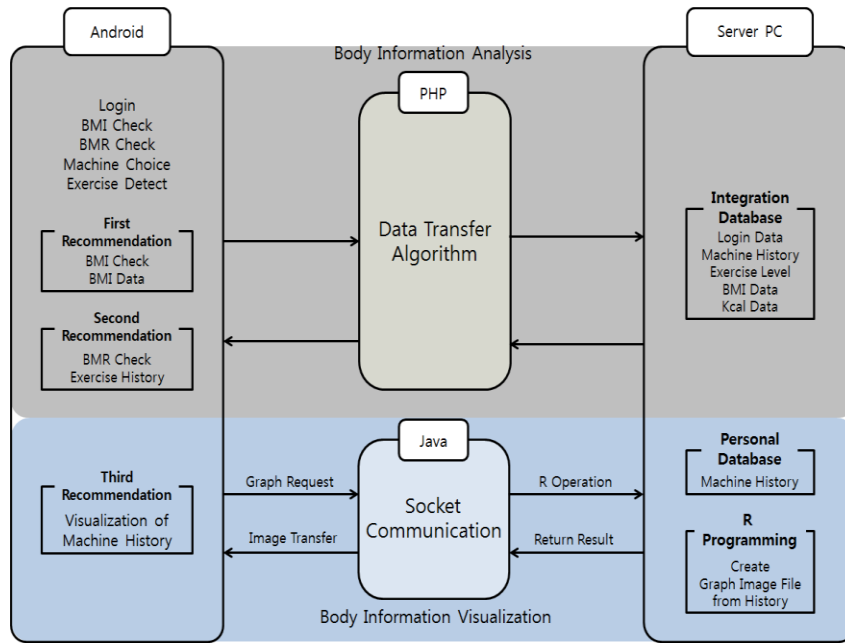 Android
Server PC
Body Information Analysis
PHP
Login
BMI Check
BMR Check
Machine Choice
Exercise Detect
First
Recommendation
BMI Check
BMI Data
Second
Recommendation
BMR Check
Exercise History
Data Transfer
Algorithm
Integration
Database
Login Data
Machine History
Exercise Level
BMI Data
Kcal Data
Java
Third
Recommendation
Visualization of
Machine History
Graph Request
Image Transfer
Socket
Communication
R Operation
Return Result
Personal
Database
Machine History
R
Programming
Create
Graph Image File
from History
Body Information Visualization